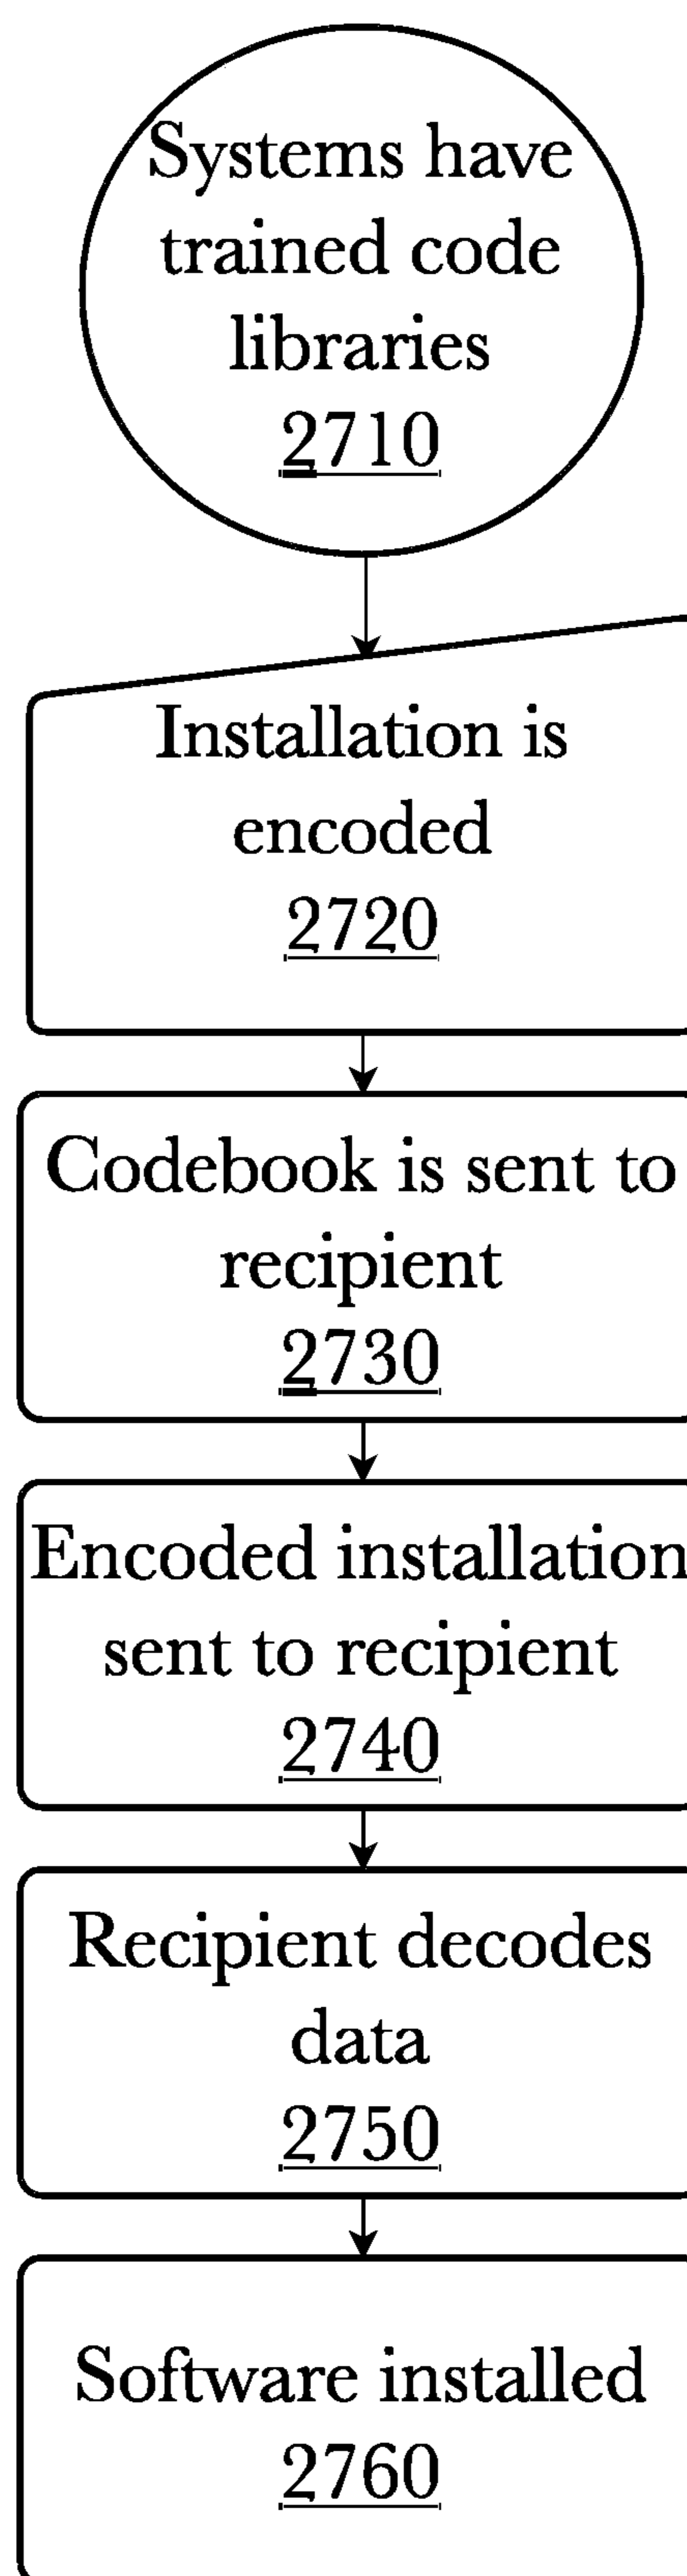 Systems have
trained code
libraries
2710
Installation is
encoded
2720
Codebook is sent to
recipient
2730
Encoded installation
sent to recipient
2740
Recipient decodes
data
2750
Software installed
2760